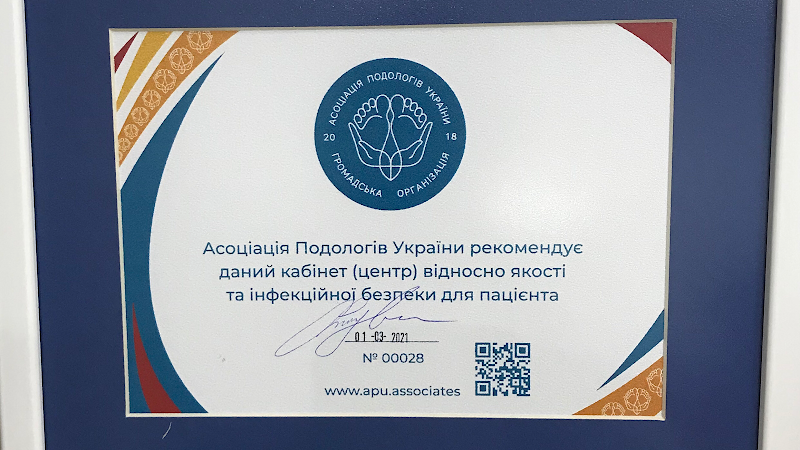 АСОЦІАЦІЯ ПОДОЛОГІВ УКРАЇНИ
20 18
ГРОМАДСЬКА ОРГАНІЗАЦІЯ
Асоціація Подологів України рекомендує
даний кабінет (центр) відносно якості
та інфекційної безпеки для пацієнта
01 -03- 2021
№ 00028
www.apu.associates